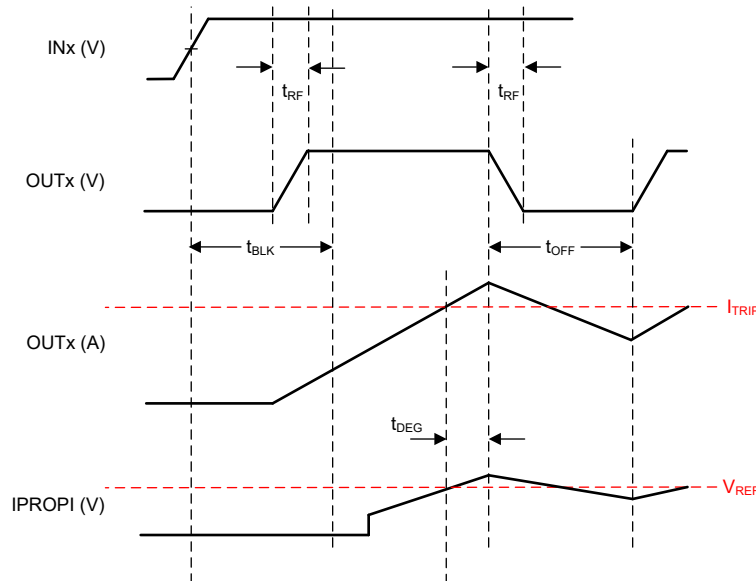 INx (V)
tRF
tRF
OUTx (V)
tBLK
tOFF
ITRIP
OUTx (A)
tDEG
VREF
IPROPI (V)